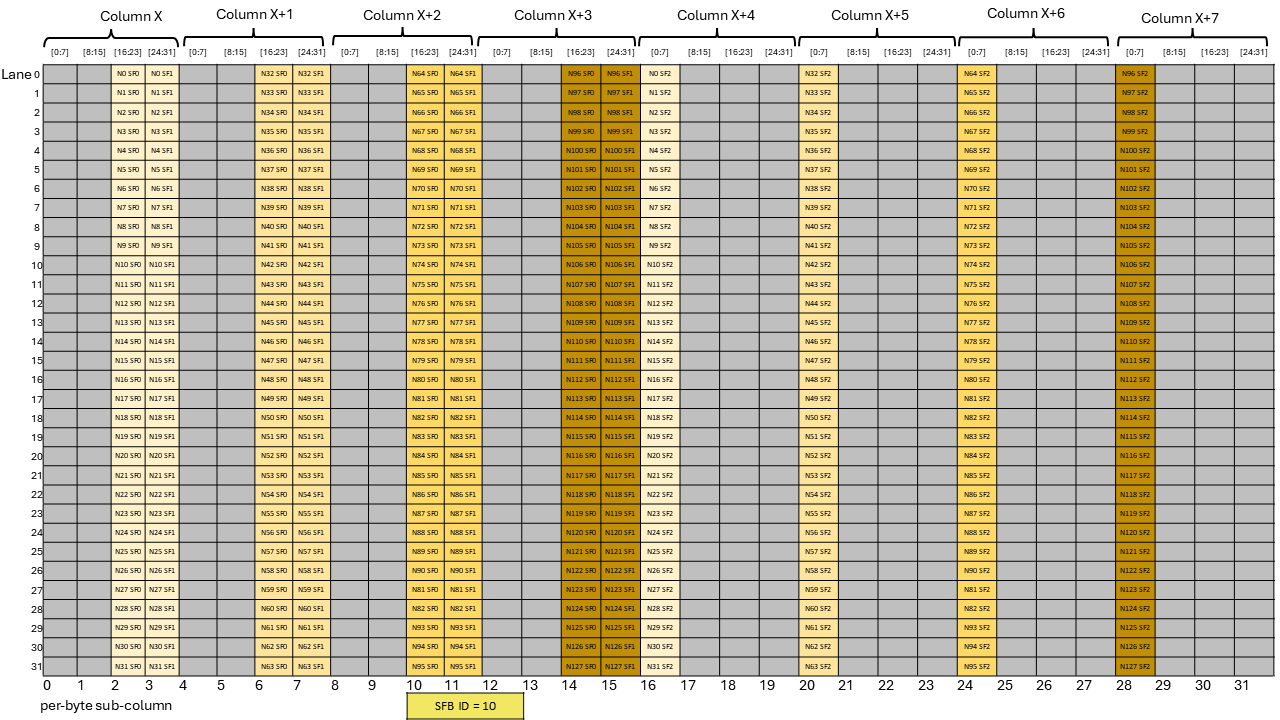 Column X Column X+1 Column X+2 Column X+3 Column X+4 Column X+5 Column X+6 Column X+7
[0:7] [8:15] [16:23] [24:31] [0:7] [8:15] [16:23] [24:31] [0:7] [8:15] [16:23] [24:31] [0:7] [8:15] [16:23] [24:31] [0:7] [8:15] [16:23] [24:31] [0:7] [8:15] [16:23] [24:31] [0:7] [8:15] [16:23] [24:31] [0:7] [8:15] [16:23] [24:31]
Lane 0 N0 SF0 N0 SF1 N32 SF0 N32 SF1 N64 SF0 N64 SF1 N96 SF0 N96 SF1 N0 SF2 N32 SF2 N64 SF2 N96 SF2
1 N1 SF0 N1 SF1 N33 SF0 N33 SF1 N65 SF0 N65 SF1 N97 SF0 N97 SF1 N1 SF2 N33 SF2 N65 SF2 N97 SF2
2 N2 SF0 N2 SF1 N34 SF0 N34 SF1 N66 SF0 N66 SF1 N98 SF0 N98 SF1 N2 SF2 N34 SF2 N66 SF2 N98 SF2
3 N3 SF0 N3 SF1 N35 SF0 N35 SF1 N67 SF0 N67 SF1 N99 SF0 N99 SF1 N3 SF2 N35 SF2 N67 SF2 N99 SF2
4 N4 SF0 N4 SF1 N36 SF0 N36 SF1 N68 SF0 N68 SF1 N100 SF0 N100 SF1 N4 SF2 N36 SF2 N68 SF2 N100 SF2
5 N5 SF0 N5 SF1 N37 SF0 N37 SF1 N69 SF0 N69 SF1 N101 SF0 N101 SF1 N5 SF2 N37 SF2 N69 SF2 N101 SF2
6 N6 SF0 N6 SF1 N38 SF0 N38 SF1 N70 SF0 N70 SF1 N102 SF0 N102 SF1 N6 SF2 N38 SF2 N70 SF2 N102 SF2
7 N7 SF0 N7 SF1 N39 SF0 N39 SF1 N71 SF0 N71 SF1 N103 SF0 N103 SF1 N7 SF2 N39 SF2 N71 SF2 N103 SF2
8 N8 SF0 N8 SF1 N40 SF0 N40 SF1 N72 SF0 N72 SF1 N104 SF0 N104 SF1 N8 SF2 N40 SF2 N72 SF2 N104 SF2
9 N9 SF0 N9 SF1 N41 SF0 N41 SF1 N73 SF0 N73 SF1 N105 SF0 N105 SF1 N9 SF2 N41 SF2 N73 SF2 N105 SF2
10 N10 SF0 N10 SF1 N42 SF0 N42 SF1 N74 SF0 N74 SF1 N106 SF0 N106 SF1 N10 SF2 N42 SF2 N74 SF2 N106 SF2
11 N11 SF0 N11 SF1 N43 SF0 N43 SF1 N75 SF0 N75 SF1 N107 SF0 N107 SF1 N11 SF2 N43 SF2 N75 SF2 N107 SF2
12 N12 SF0 N12 SF1 N44 SF0 N44 SF1 N76 SF0 N76 SF1 N108 SF0 N108 SF1 N12 SF2 N44 SF2 N76 SF2 N108 SF2
13 N13 SF0 N13 SF1 N45 SF0 N45 SF1 N77 SF0 N77 SF1 N109 SF0 N109 SF1 N13 SF2 N45 SF2 N77 SF2 N109 SF2
14 N14 SF0 N14 SF1 N46 SF0 N46 SF1 N78 SF0 N78 SF1 N110 SF0 N110 SF1 N14 SF2 N46 SF2 N78 SF2 N110 SF2
15 N15 SF0 N15 SF1 N47 SF0 N47 SF1 N79 SF0 N79 SF1 N111 SF0 N111 SF1 N15 SF2 N47 SF2 N79 SF2 N111 SF2
16 N16 SF0 N16 SF1 N48 SF0 N48 SF1 N80 SF0 N80 SF1 N112 SF0 N112 SF1 N16 SF2 N48 SF2 N80 SF2 N112 SF2
17 N17 SF0 N17 SF1 N49 SF0 N49 SF1 N81 SF0 N81 SF1 N113 SF0 N113 SF1 N17 SF2 N49 SF2 N81 SF2 N113 SF2
18 N18 SF0 N18 SF1 N50 SF0 N50 SF1 N82 SF0 N82 SF1 N114 SF0 N114 SF1 N18 SF2 N50 SF2 N82 SF2 N114 SF2
19 N19 SF0 N19 SF1 N51 SF0 N51 SF1 N83 SF0 N83 SF1 N115 SF0 N115 SF1 N19 SF2 N51 SF2 N83 SF2 N115 SF2
20 N20 SF0 N20 SF1 N52 SF0 N52 SF1 N84 SF0 N84 SF1 N116 SF0 N116 SF1 N20 SF2 N52 SF2 N84 SF2 N116 SF2
21 N21 SF0 N21 SF1 N53 SF0 N53 SF1 N85 SF0 N85 SF1 N117 SF0 N117 SF1 N21 SF2 N53 SF2 N85 SF2 N117 SF2
22 N22 SF0 N22 SF1 N54 SF0 N54 SF1 N86 SF0 N86 SF1 N118 SF0 N118 SF1 N22 SF2 N54 SF2 N86 SF2 N118 SF2
23 N23 SF0 N23 SF1 N55 SF0 N55 SF1 N87 SF0 N87 SF1 N119 SF0 N119 SF1 N23 SF2 N55 SF2 N87 SF2 N119 SF2
24 N24 SF0 N24 SF1 N56 SF0 N56 SF1 N88 SF0 N88 SF1 N120 SF0 N120 SF1 N24 SF2 N56 SF2 N88 SF2 N120 SF2
25 N25 SF0 N25 SF1 N57 SF0 N57 SF1 N89 SF0 N89 SF1 N121 SF0 N121 SF1 N25 SF2 N57 SF2 N89 SF2 N121 SF2
26 N26 SF0 N26 SF1 N58 SF0 N58 SF1 N90 SF0 N90 SF1 N122 SF0 N122 SF1 N26 SF2 N58 SF2 N90 SF2 N122 SF2
27 N27 SF0 N27 SF1 N59 SF0 N59 SF1 N81 SF0 N81 SF1 N123 SF0 N123 SF1 N27 SF2 N59 SF2 N81 SF2 N123 SF2
28 N28 SF0 N28 SF1 N60 SF0 N60 SF1 N82 SF0 N82 SF1 N124 SF0 N124 SF1 N28 SF2 N60 SF2 N82 SF2 N124 SF2
29 N29 SF0 N29 SF1 N61 SF0 N61 SF1 N93 SF0 N93 SF1 N125 SF0 N125 SF1 N29 SF2 N61 SF2 N93 SF2 N125 SF2
30 N30 SF0 N30 SF1 N62 SF0 N62 SF1 N94 SF0 N94 SF1 N126 SF0 N126 SF1 N30 SF2 N62 SF2 N94 SF2 N126 SF2
31 N31 SF0 N31 SF1 N63 SF0 N63 SF1 N95 SF0 N95 SF1 N127 SF0 N127 SF1 N31 SF2 N63 SF2 N95 SF2 N127 SF2
0 1 2 3 4 5 6 7 8 9 10 11 12 13 14 15 16 17 18 19 20 21 22 23 24 25 26 27 28 29 30 31
per-byte sub-column
SFB ID = 10